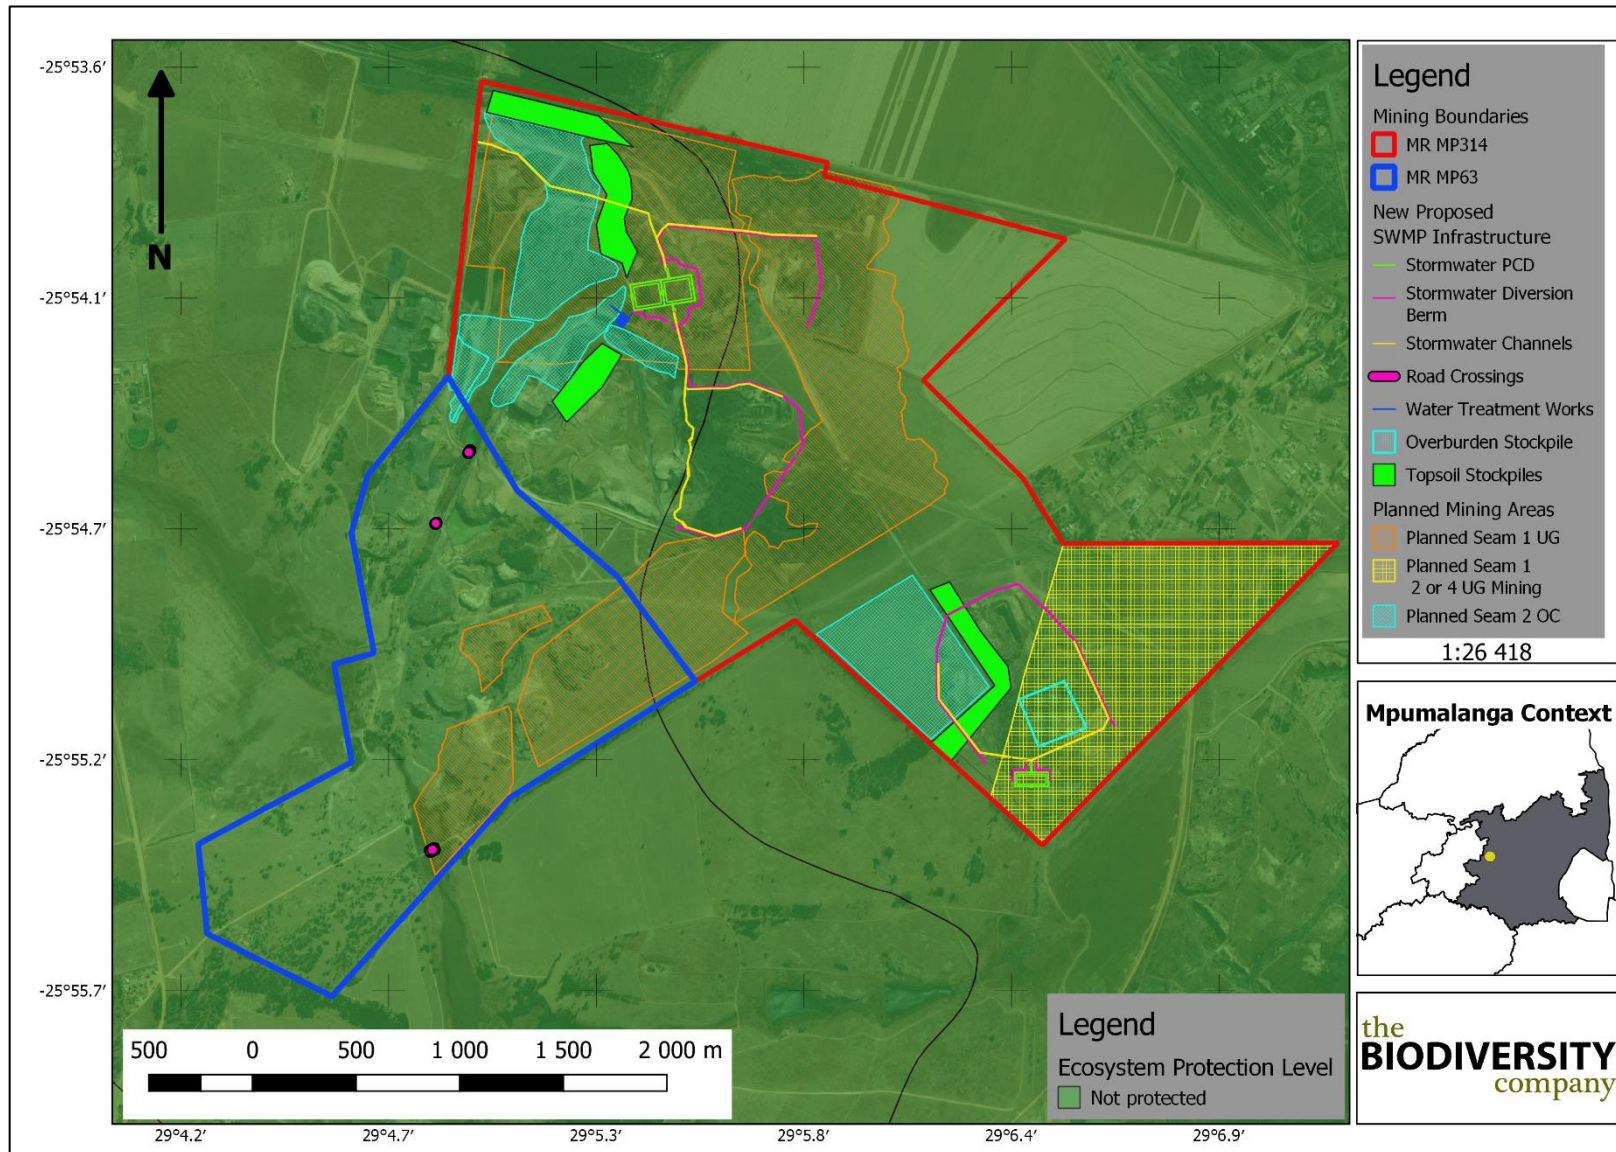 -25°53.6’
-25°54.1’
-25°54.7’
-25°55.2’
-25°55.7’
N
500 0 500 1 000 1 500 2 000 m
29°4.2’ 29°4.7’ 29°5.3’ 29°5.8’ 29°6.4’ 29°6.9’
Legend
Ecosystem Protection Level
Not protected
Legend
Mining Boundaries
MR MP314
MR MP63
New Proposed
SWMP Infrastructure
Stormwater PCD
Stormwater Diversion
Berm
Stormwater Channels
Road Crossings
Water Treatment Works
Overburden Stockpile
Topsoil Stockpiles
Planned Mining Areas
Planned Seam 1 UG
Planned Seam 1
2 or 4 UG Mining
Planned Seam 2 OC
1:26 418
Mpumalanga Context
the
BIODIVERSITY
company